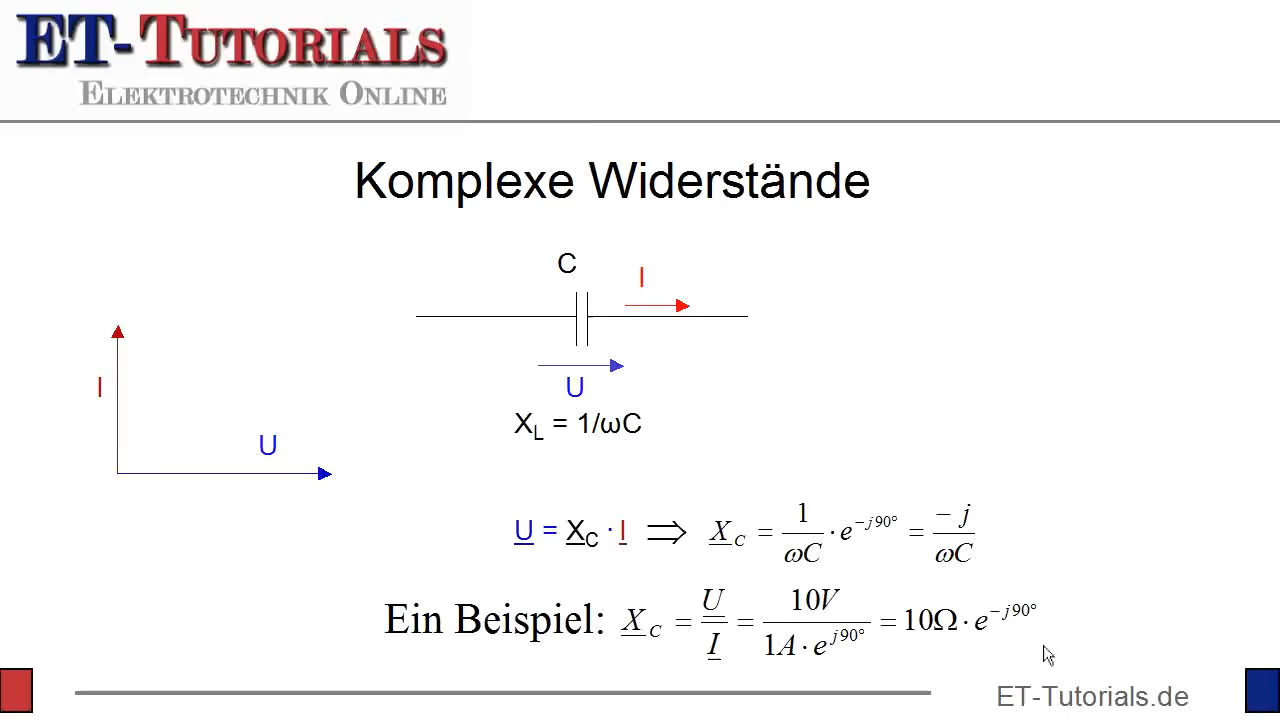 ET-TUTORIALS
ELEKTROTECHNIK ONLINE
Komplexe Widerstände
C
I
I
U
U
X_L = 1/ωC
U = X_C · I ⇒ X_C = 1/ωC · e^(−j90°) = −j/ωC
Ein Beispiel: X_C = U/I = 10V/(1A · e^(j90°)) = 10Ω · e^(−j90°)
ET-Tutorials.de